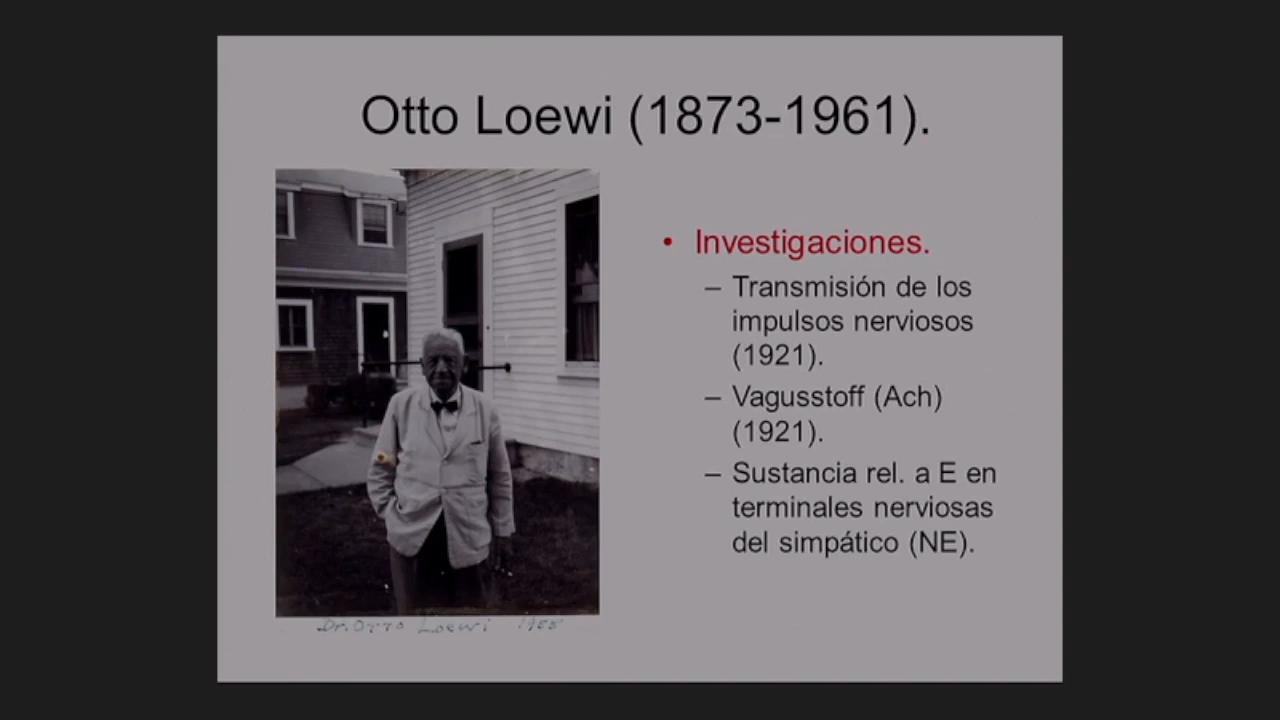 Otto Loewi (1873-1961).
• Investigaciones.
– Transmisión de los
impulsos nerviosos
(1921).
– Vagusstoff (Ach)
(1921).
– Sustancia rel. a E en
terminales nerviosas
del simpático (NE).
Dr. Otto Loewi